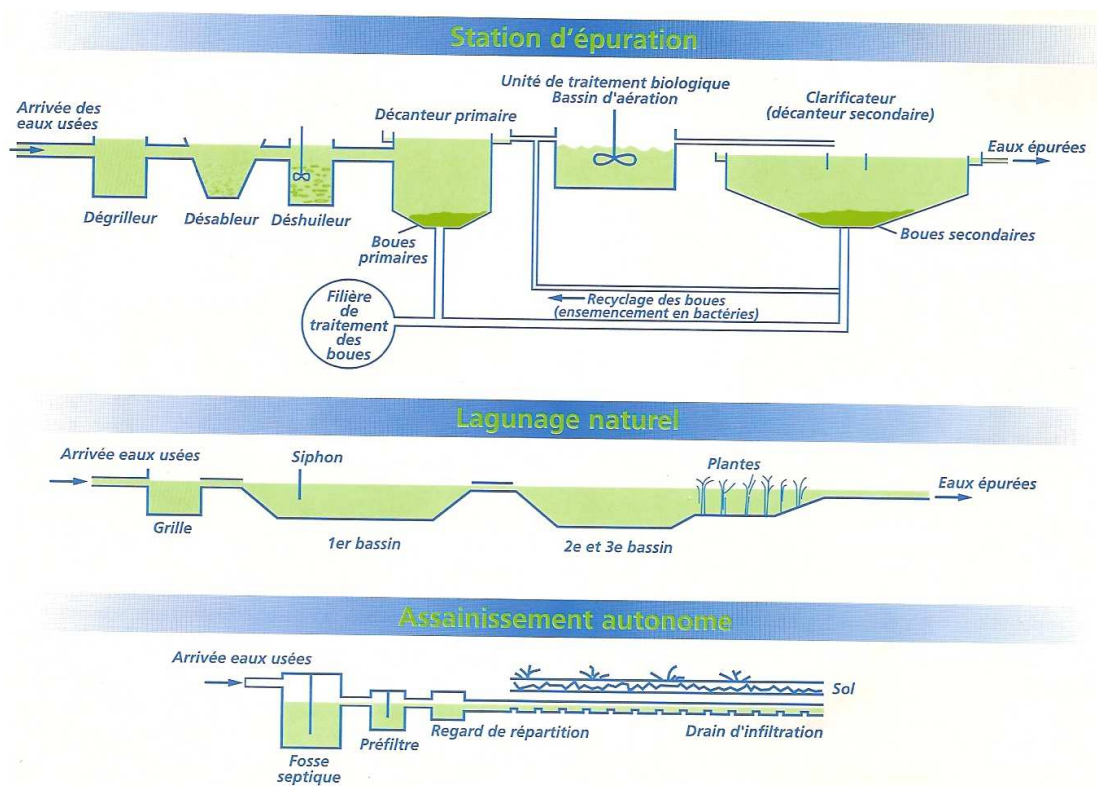 Station d'épuration
Arrivée des
eaux usées
Dégrilleur
Désableur
Déshuileur
Décanteur primaire
Boues
primaires
Unité de traitement biologique
Bassin d'aération
Clarificateur
(décanteur secondaire)
Eaux épurées
Boues secondaires
Recyclage des boues
(ensemencement en bactéries)
Filière
de
traitement
des
boues
Lagunage naturel
Arrivée eaux usées
Grille
Siphon
1er bassin
2e et 3e bassin
Plantes
Eaux épurées
Assainissement autonome
Arrivée eaux usées
Fosse
septique
Préfiltre
Regard de répartition
Drain d'infiltration
Sol